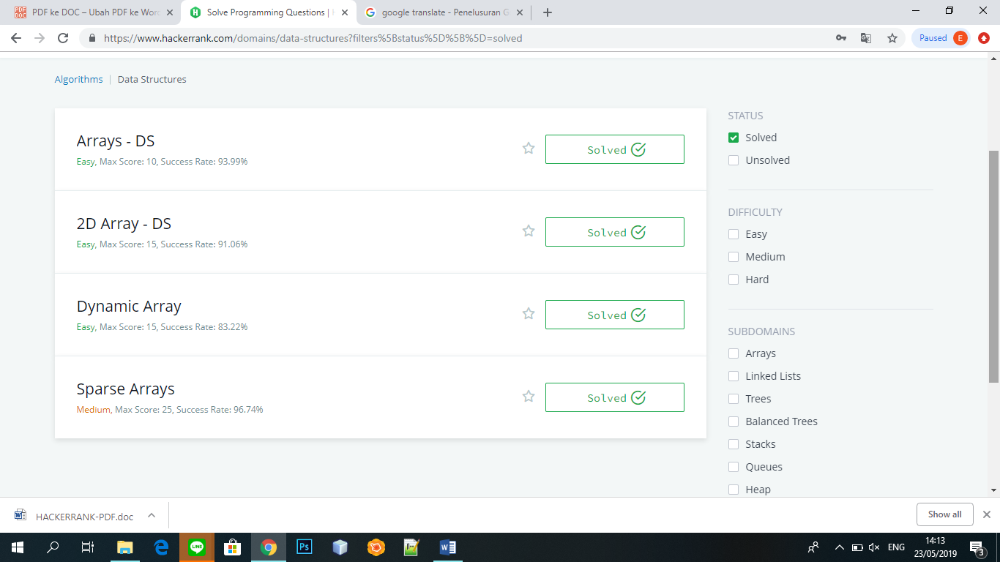 PDF ke DOC – Ubah PDF ke Word
Solve Programming Questions |
google translate - Penelusuran G
https://www.hackerrank.com/domains/data-structures?filters%5Bstatus%5D%5B%5D=solved
Paused E
Algorithms | Data Structures
Arrays - DS
Easy, Max Score: 10, Success Rate: 93.99%
Solved
2D Array - DS
Easy, Max Score: 15, Success Rate: 91.06%
Solved
Dynamic Array
Easy, Max Score: 15, Success Rate: 83.22%
Solved
Sparse Arrays
Medium, Max Score: 25, Success Rate: 96.74%
Solved
STATUS
Solved
Unsolved
DIFFICULTY
Easy
Medium
Hard
SUBDOMAINS
Arrays
Linked Lists
Trees
Balanced Trees
Stacks
Queues
Heap
HACKERRANK-PDF.doc
Show all
LINE
Ps
ENG
14:13
23/05/2019
3